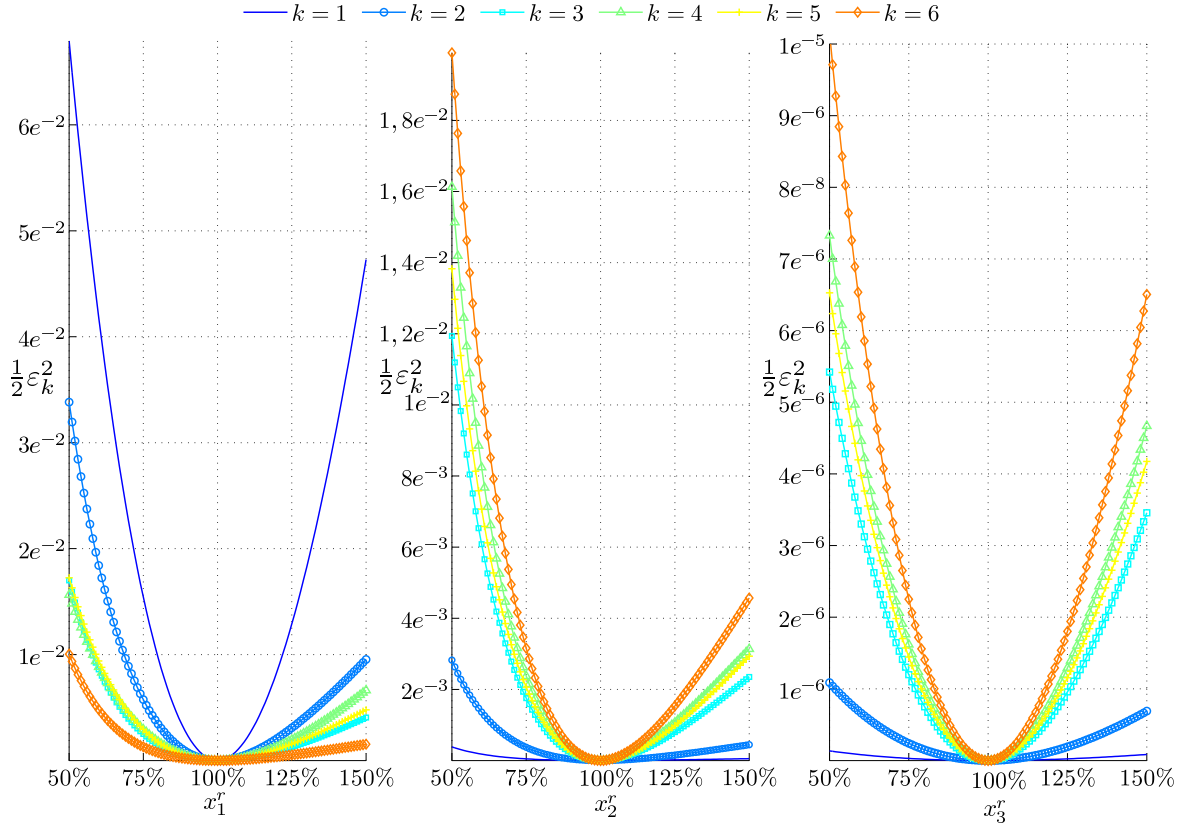 k = 1 k = 2 k = 3 k = 4 k = 5 k = 6
6e⁻²
5e⁻²
4e⁻²
½ε²ₖ
3e⁻²
2e⁻²
1e⁻²
50% 75% 100% 125% 150%
x₁ʳ
1,8e⁻²
1,6e⁻²
1,4e⁻²
1,2e⁻²
½ε²ₖ
1e⁻²
8e⁻³
6e⁻³
4e⁻³
2e⁻³
50% 75% 100% 125% 150%
x₂ʳ
1e⁻⁵
9e⁻⁶
8e⁻⁸
7e⁻⁶
6e⁻⁶
½ε²ₖ
5e⁻⁶
4e⁻⁶
3e⁻⁶
2e⁻⁶
1e⁻⁶
50% 75% 100% 125% 150%
x₃ʳ